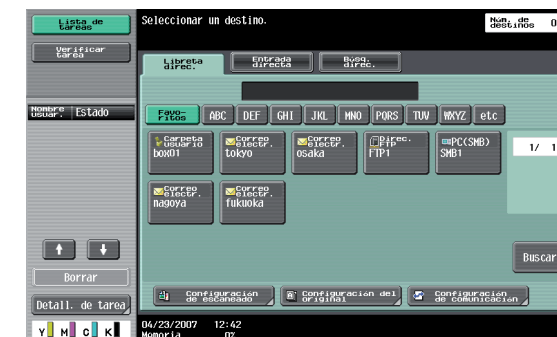 Lista de
tareas
Verificar
tarea
Nombre
usuar.
Estado
Borrar
Detall. de tarea
Y M C K
Seleccionar un destino.
Núm. de
destinos
0
Libreta
direc.
Entrada
directa
Búsq.
direc.
Favo-
ritos
ABC DEF GHI JKL MNO PQRS TUV WXYZ etc
Carpeta
usuario
box01
Correo
electr.
tokyo
Correo
electr.
osaka
Direc.
FTP
FTP1
PC(SMB)
SMB1
1/ 1
Correo
electr.
nagoya
Correo
electr.
fukuoka
Buscar
Configuración
de escaneado
Configuración del
original
Configuración
de comunicación
04/23/2007 12:42
Memoria 0%